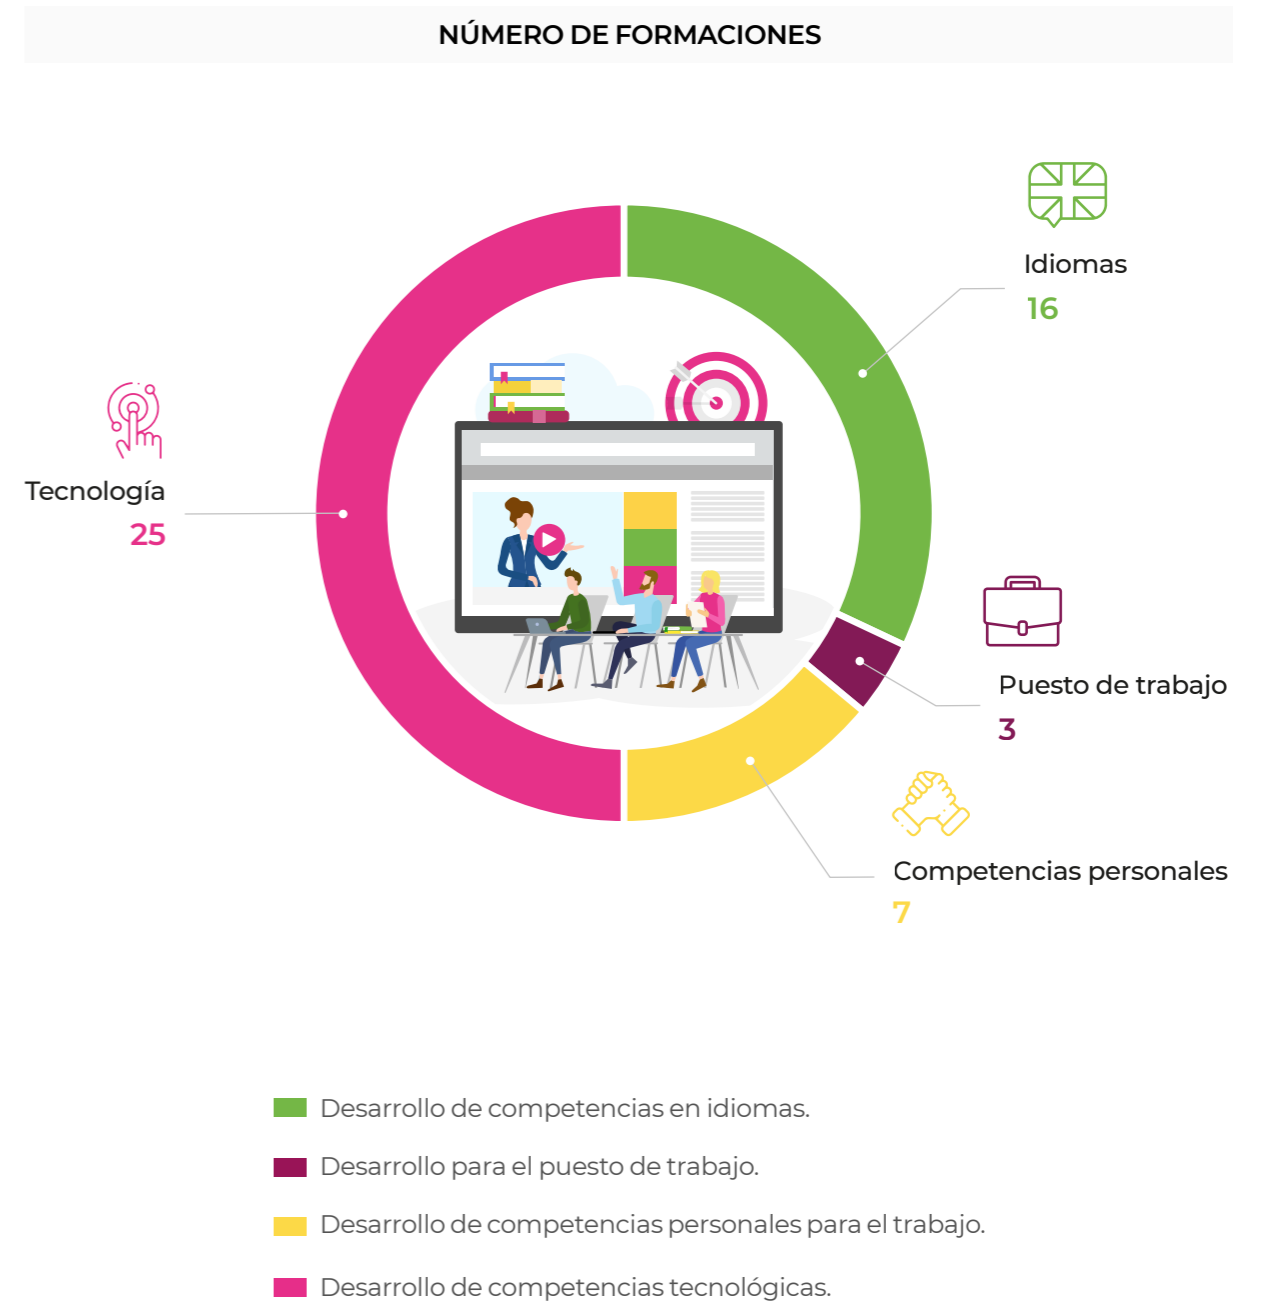 NÚMERO DE FORMACIONES
Idiomas
16
Tecnología
25
Puesto de trabajo
3
Competencias personales
7
Desarrollo de competencias en idiomas.
Desarrollo para el puesto de trabajo.
Desarrollo de competencias personales para el trabajo.
Desarrollo de competencias tecnológicas.